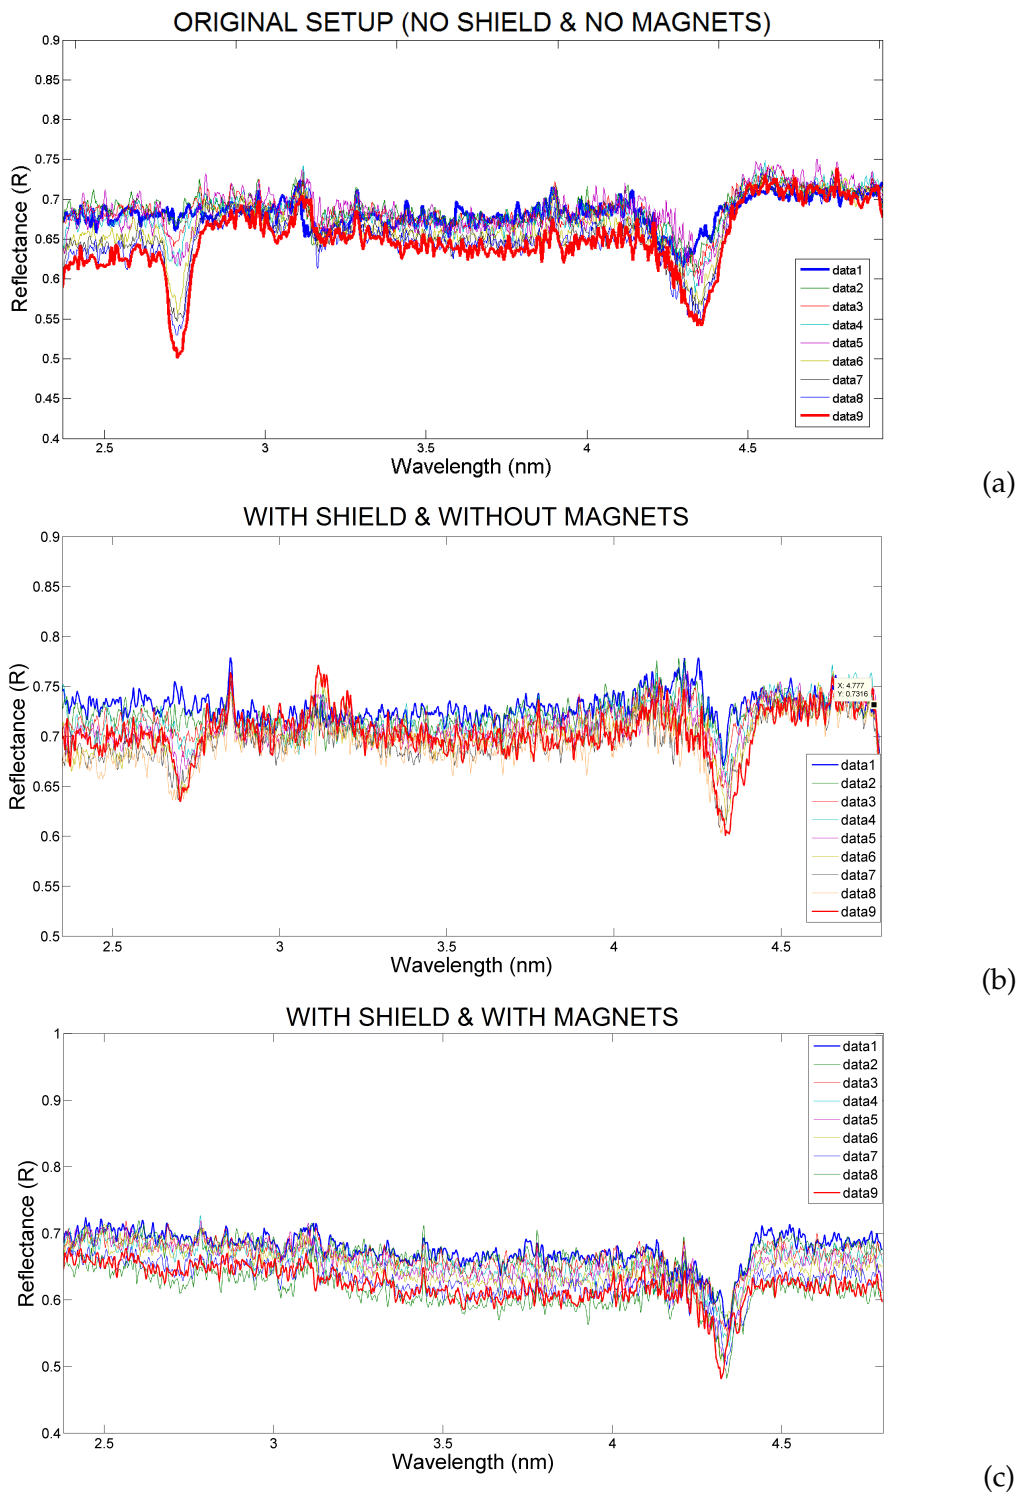 ORIGINAL SETUP (NO SHIELD & NO MAGNETS)
0.9
0.85
0.8
0.75
0.7
0.65
0.6
0.55
0.5
0.45
0.4
Reflectance (R)
data1
data2
data3
data4
data5
data6
data7
data8
data9
2.5 3 3.5 4 4.5
Wavelength (nm)
(a)
WITH SHIELD & WITHOUT MAGNETS
0.9
0.85
0.8
0.75
0.7
0.65
0.6
0.55
0.5
Reflectance (R)
X: 4.777
Y: 0.7316
data1
data2
data3
data4
data5
data6
data7
data8
data9
2.5 3 3.5 4 4.5
Wavelength (nm)
(b)
WITH SHIELD & WITH MAGNETS
1
0.9
0.8
0.7
0.6
0.5
0.4
Reflectance (R)
data1
data2
data3
data4
data5
data6
data7
data8
data9
2.5 3 3.5 4 4.5
Wavelength (nm)
(c)